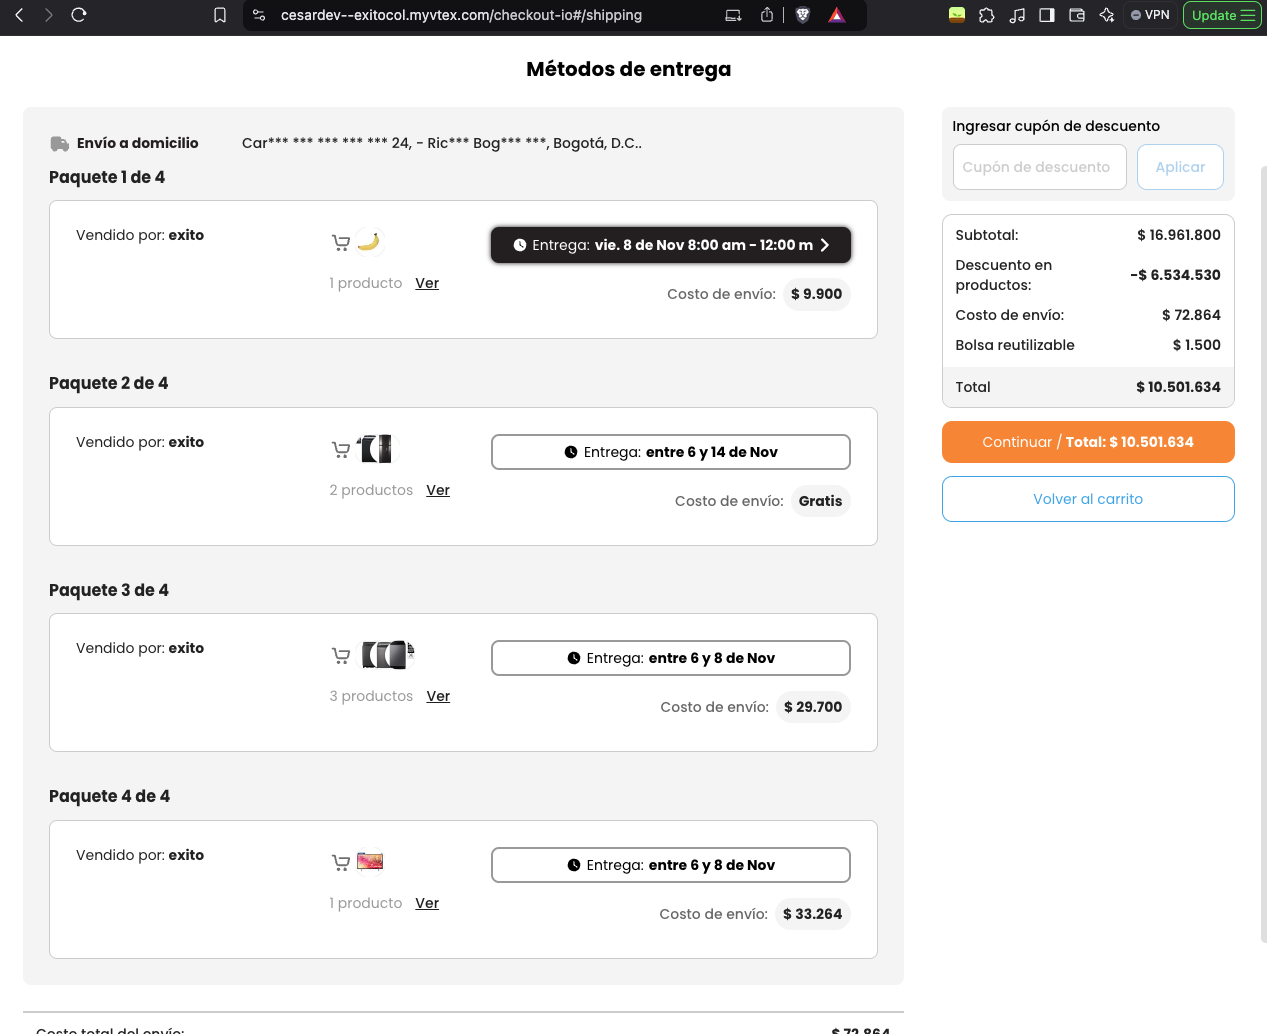 cesardev--exitocol.myvtex.com/checkout-io#/shipping
VPN
Update
Métodos de entrega
Envío a domicilio
Car*** *** *** *** *** 24, - Ric*** Bog*** ***, Bogotá, D.C..
Paquete 1 de 4
Vendido por: exito
1 producto Ver
Entrega: vie. 8 de Nov 8:00 am - 12:00 m
Costo de envío: $ 9.900
Paquete 2 de 4
Vendido por: exito
2 productos Ver
Entrega: entre 6 y 14 de Nov
Costo de envío: Gratis
Paquete 3 de 4
Vendido por: exito
3 productos Ver
Entrega: entre 6 y 8 de Nov
Costo de envío: $ 29.700
Paquete 4 de 4
Vendido por: exito
1 producto Ver
Entrega: entre 6 y 8 de Nov
Costo de envío: $ 33.264
Costo total del envío: $ 72.864
Ingresar cupón de descuento
Cupón de descuento
Aplicar
Subtotal: $ 16.961.800
Descuento en
productos: -$ 6.534.530
Costo de envío: $ 72.864
Bolsa reutilizable $ 1.500
Total $ 10.501.634
Continuar / Total: $ 10.501.634
Volver al carrito